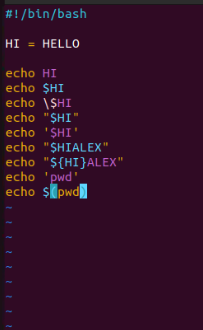 #!/bin/bash
HI = HELLO
echo HI
echo $HI
echo \$HI
echo "$HI"
echo '$HI'
echo "$HIALEX"
echo "${HI}ALEX"
echo 'pwd'
echo $(pwd)
~
~
~
~
~
~
~
~
~